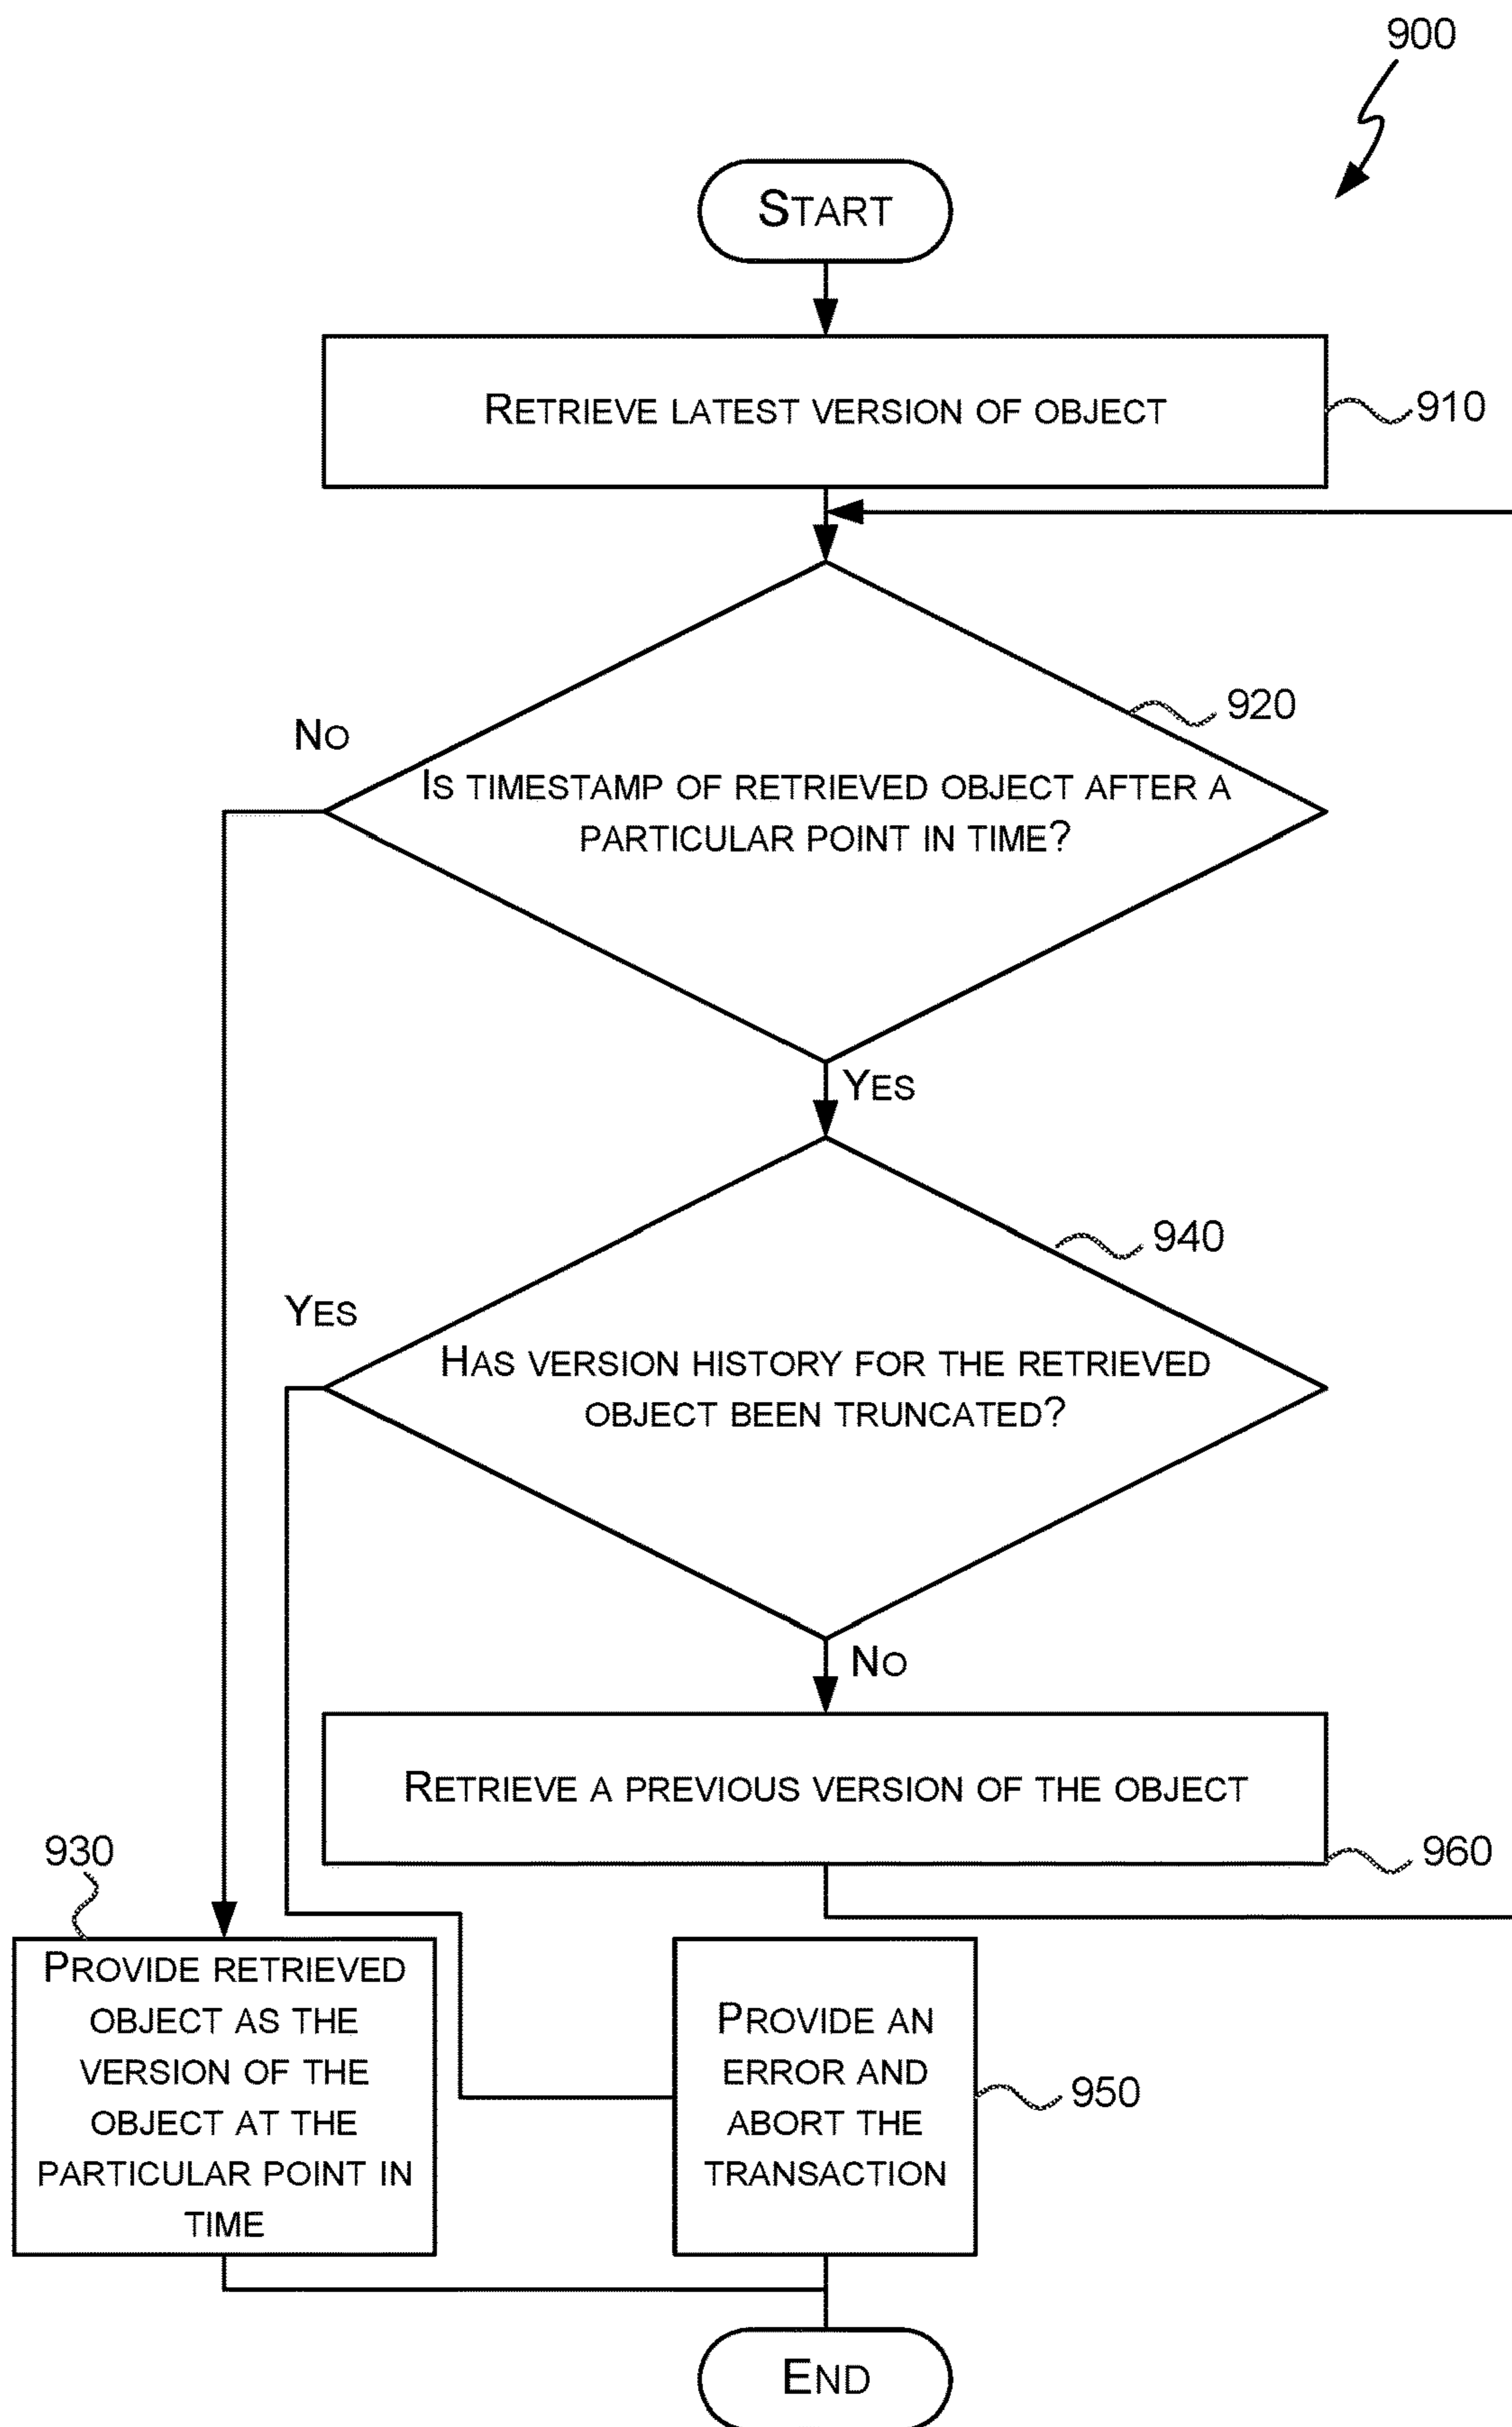 900
START
RETRIEVE LATEST VERSION OF OBJECT
910
NO
920
IS TIMESTAMP OF RETRIEVED OBJECT AFTER A
PARTICULAR POINT IN TIME?
YES
940
YES
HAS VERSION HISTORY FOR THE RETRIEVED
OBJECT BEEN TRUNCATED?
NO
RETRIEVE A PREVIOUS VERSION OF THE OBJECT
960
930
PROVIDE RETRIEVED
OBJECT AS THE
VERSION OF THE
OBJECT AT THE
PARTICULAR POINT IN
TIME
PROVIDE AN
ERROR AND
ABORT THE
TRANSACTION
950
END